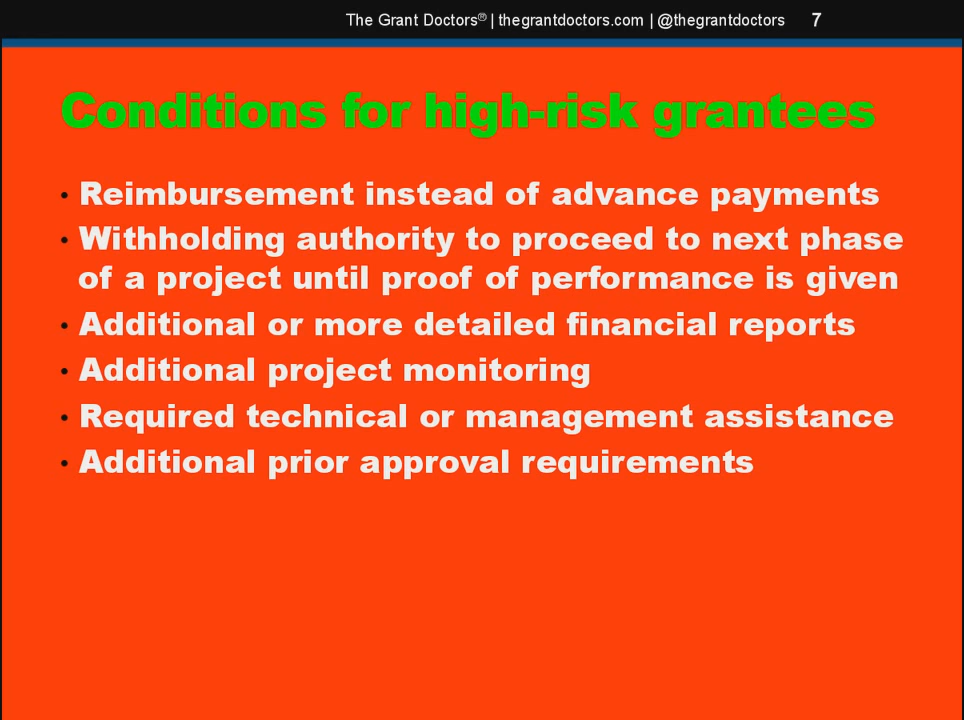 The Grant Doctors® | thegrantdoctors.com | @thegrantdoctors 7
Conditions for high-risk grantees
• Reimbursement instead of advance payments
• Withholding authority to proceed to next phase
of a project until proof of performance is given
• Additional or more detailed financial reports
• Additional project monitoring
• Required technical or management assistance
• Additional prior approval requirements